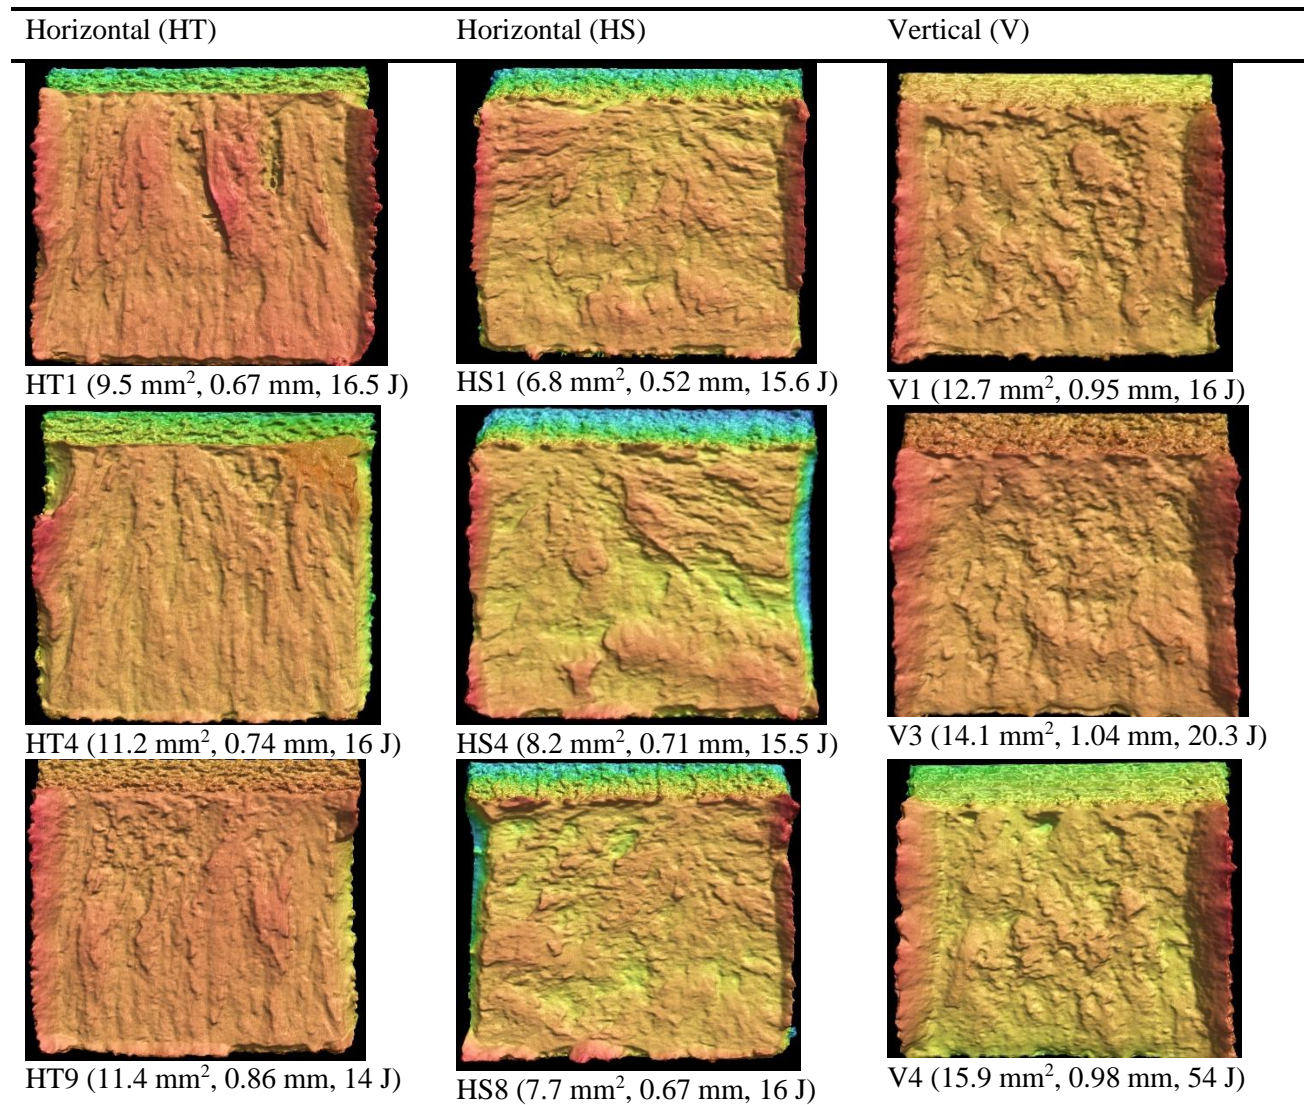 Horizontal (HT) Horizontal (HS) Vertical (V)
HT1 (9.5 mm², 0.67 mm, 16.5 J) HS1 (6.8 mm², 0.52 mm, 15.6 J) V1 (12.7 mm², 0.95 mm, 16 J)
HT4 (11.2 mm², 0.74 mm, 16 J) HS4 (8.2 mm², 0.71 mm, 15.5 J) V3 (14.1 mm², 1.04 mm, 20.3 J)
HT9 (11.4 mm², 0.86 mm, 14 J) HS8 (7.7 mm², 0.67 mm, 16 J) V4 (15.9 mm², 0.98 mm, 54 J)